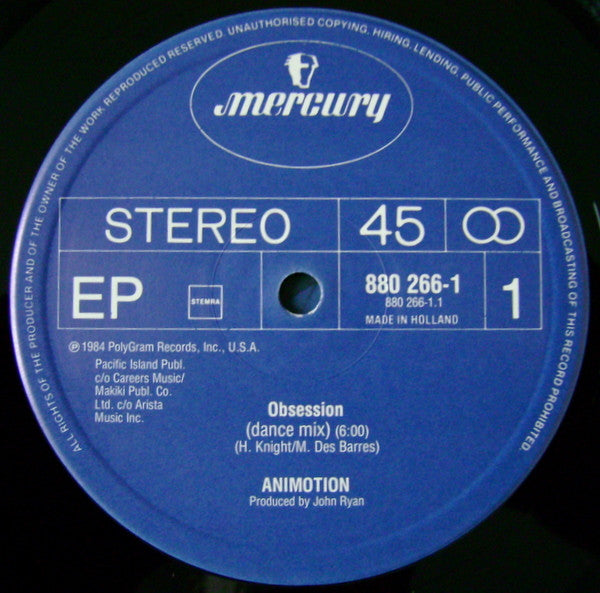 ALL RIGHTS OF THE PRODUCER AND OF THE OWNER OF THE WORK REPRODUCED RESERVED. UNAUTHORISED COPYING, HIRING, LENDING, PUBLIC PERFORMANCE AND BROADCASTING OF THIS RECORD PROHIBITED.
mercury
STEREO 45
EP STEMRA 880 266-1 1
880 266-1.1
MADE IN HOLLAND
℗ 1984 PolyGram Records, Inc., U.S.A.
Pacific Island Publ.
c/o Careers Music/
Makiki Publ. Co.
Ltd. c/o Arista
Music Inc.
Obsession
(dance mix) (6:00)
(H. Knight/M. Des Barres)
ANIMOTION
Produced by John Ryan